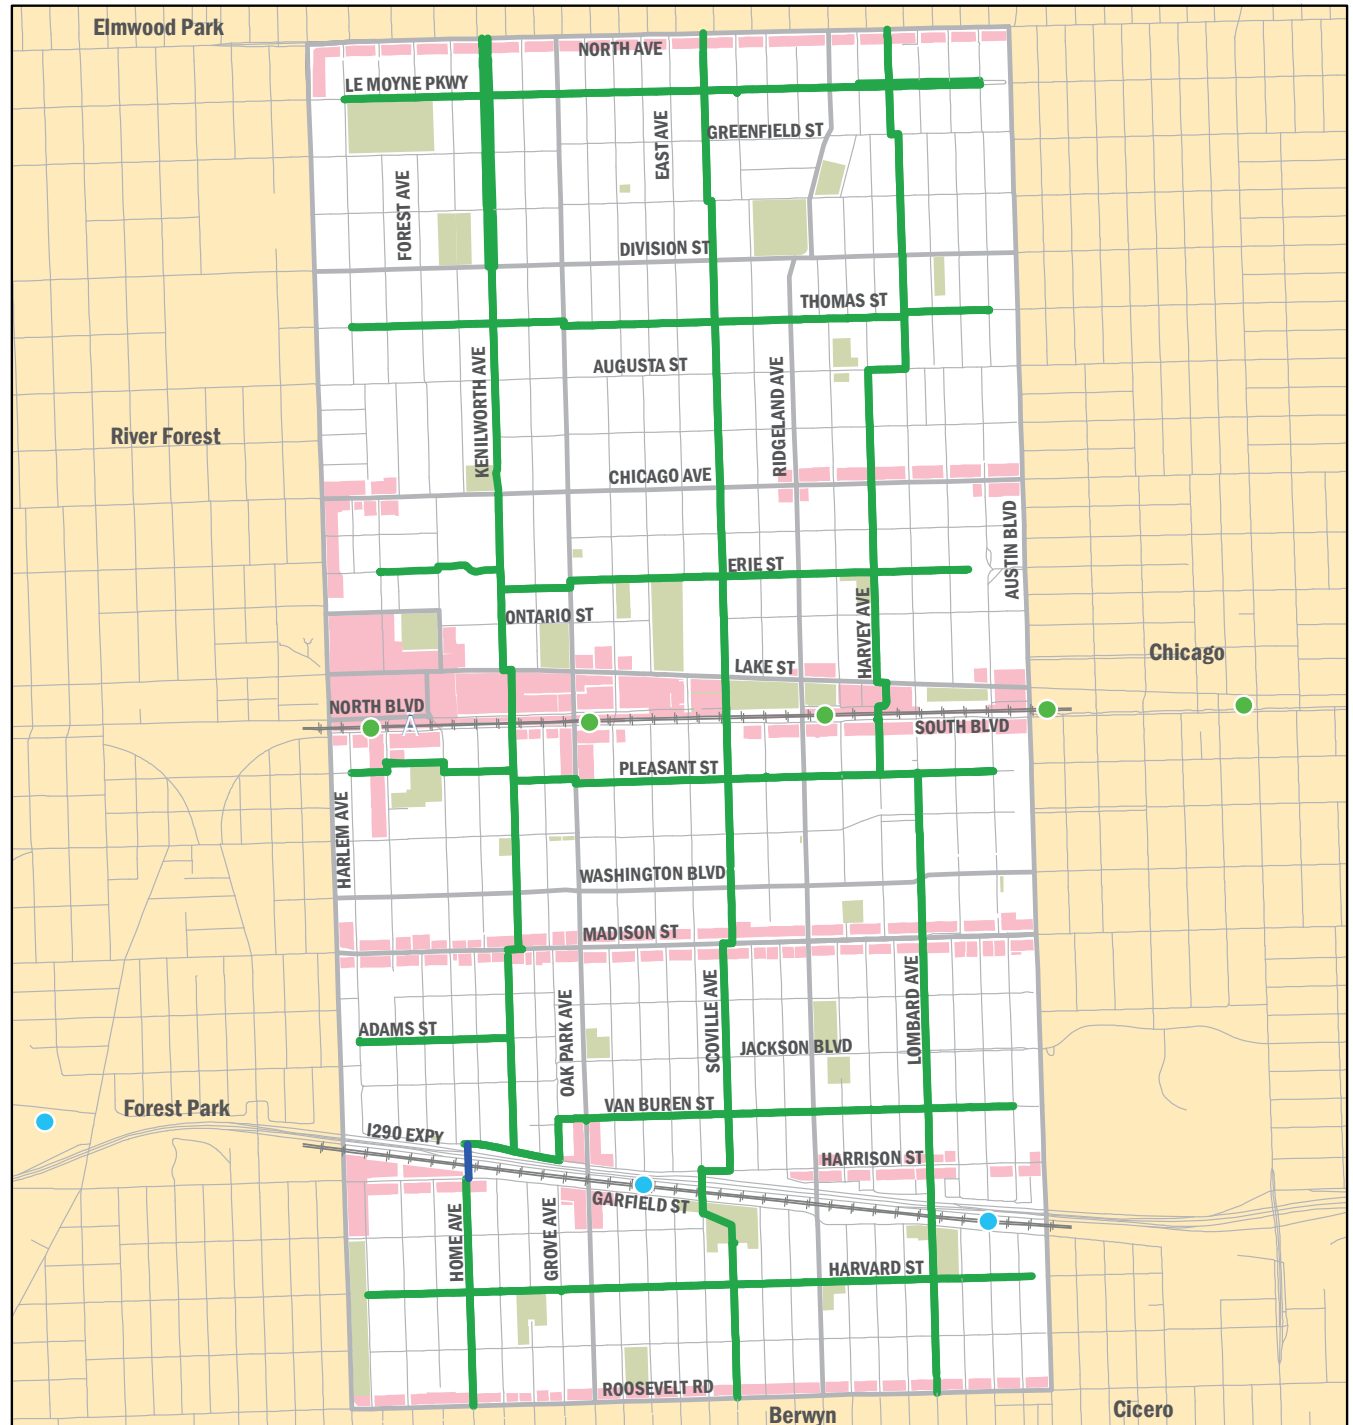 Elmwood Park
NORTH AVE
LE MOYNE PKWY
EAST AVE
GREENFIELD ST
FOREST AVE
DIVISION ST
THOMAS ST
KENILWORTH AVE
AUGUSTA ST
RIDGELAND AVE
River Forest
CHICAGO AVE
AUSTIN BLVD
ERIE ST
ONTARIO ST
HARVEY AVE
LAKE ST
Chicago
NORTH BLVD
SOUTH BLVD
PLEASANT ST
HARLEM AVE
WASHINGTON BLVD
MADISON ST
ADAMS ST
OAK PARK AVE
SCOVILLE AVE
JACKSON BLVD
LOMBARD AVE
Forest Park
VAN BUREN ST
I290 EXPY
HARRISON ST
GARFIELD ST
HOME AVE
GROVE AVE
HARVARD ST
ROOSEVELT RD
Berwyn
Cicero